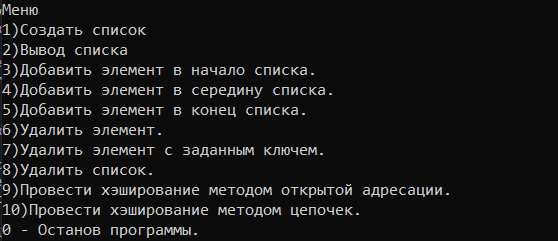 Меню
1)Создать список
2)Вывод списка
3)Добавить элемент в начало списка.
4)Добавить элемент в середину списка.
5)Добавить элемент в конец списка.
6)Удалить элемент.
7)Удалить элемент с заданным ключем.
8)Удалить список.
9)Провести хэширование методом открытой адресации.
10)Провести хэширование методом цепочек.
0 - Останов программы.